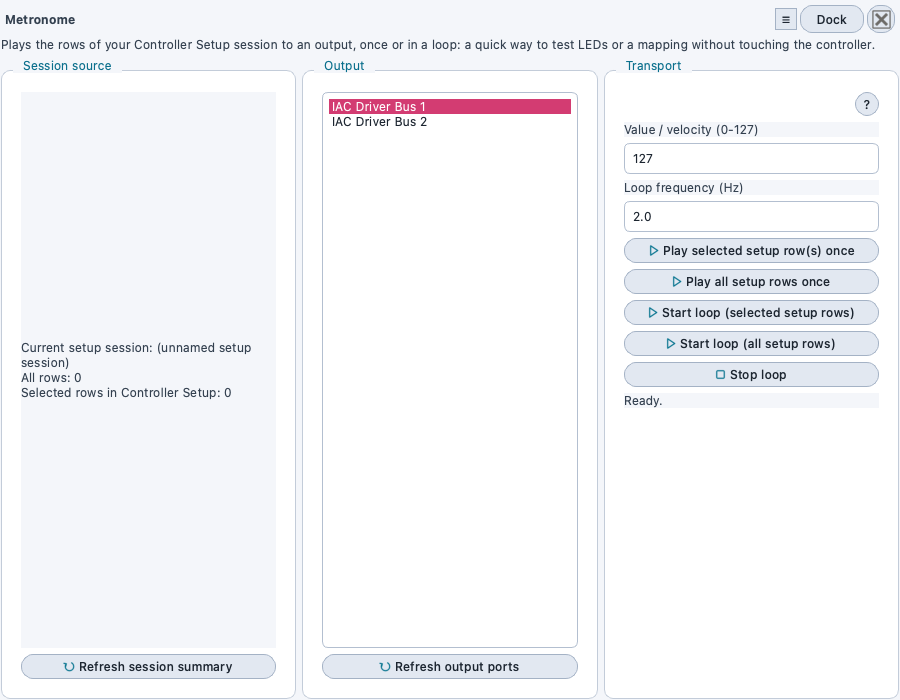 Metronome
≡
Dock
Plays the rows of your Controller Setup session to an output, once or in a loop: a quick way to test LEDs or a mapping without touching the controller.
Session source
Current setup session: (unnamed setup
session)
All rows: 0
Selected rows in Controller Setup: 0
Refresh session summary
Output
IAC Driver Bus 1
IAC Driver Bus 2
Refresh output ports
Transport
?
Value / velocity (0-127)
127
Loop frequency (Hz)
2.0
Play selected setup row(s) once
Play all setup rows once
Start loop (selected setup rows)
Start loop (all setup rows)
Stop loop
Ready.